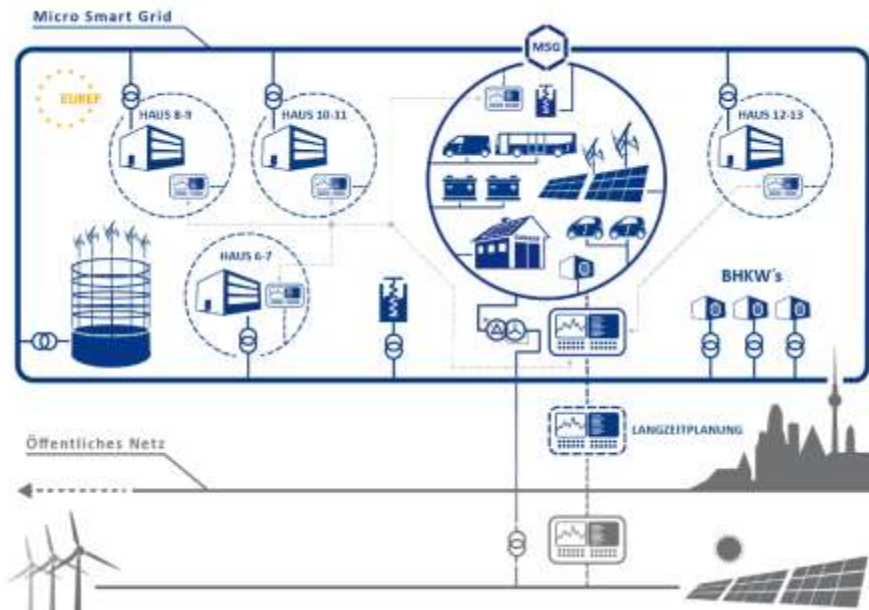 Micro Smart Grid
MSG
EUREF
HAUS 8-9
HAUS 10-11
HAUS 12-13
GARAGE
HAUS 6-7
BHKW's
LANGZEITPLANUNG
Öffentliches Netz